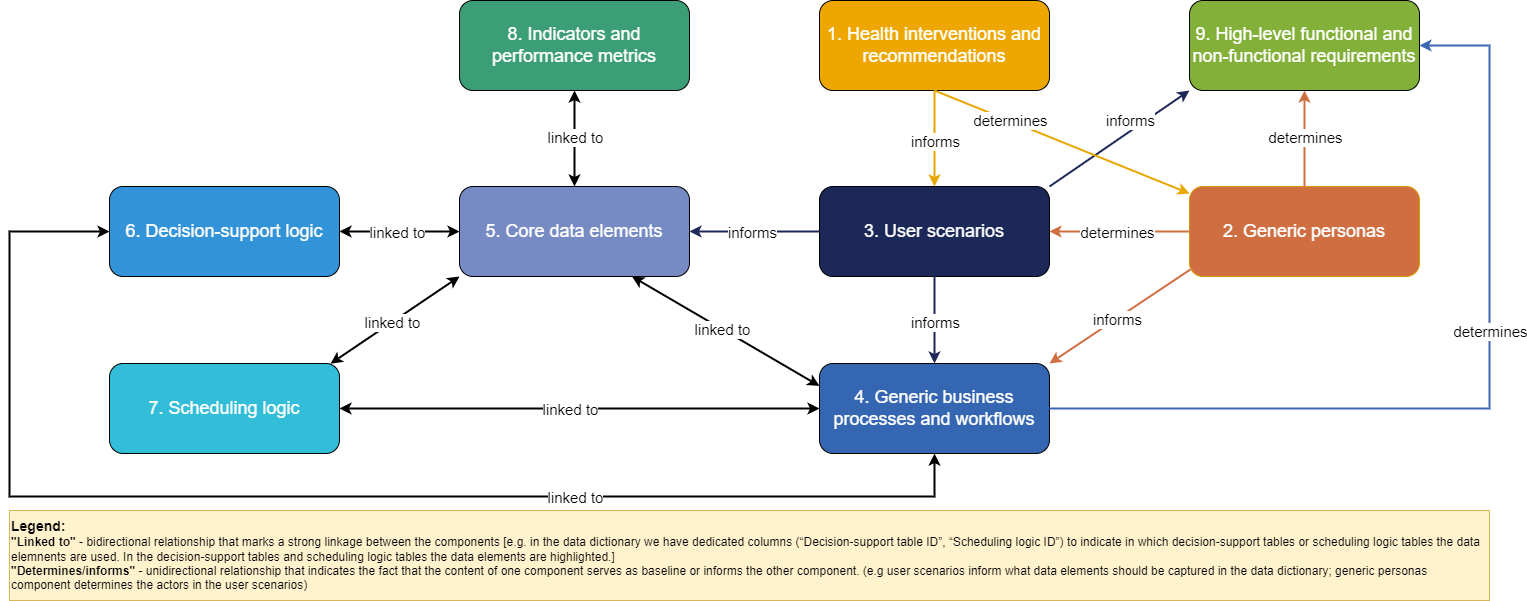 8. Indicators and
performance metrics
1. Health interventions and
recommendations
9. High-level functional and
non-functional requirements
determines
informs
informs
linked to
determines
6. Decision-support logic
linked to
5. Core data elements
informs
3. User scenarios
determines
2. Generic personas
linked to
linked to
informs
informs
determines
7. Scheduling logic
linked to
4. Generic business
processes and workflows
linked to
Legend:
"Linked to" - bidirectional relationship that marks a strong linkage between the components [e.g. in the data dictionary we have dedicated columns (“Decision-support table ID”, “Scheduling logic ID”) to indicate in which decision-support tables or scheduling logic tables the data
elemnents are used. In the decision-support tables and scheduling logic tables the data elements are highlighted.]
"Determines/informs" - unidirectional relationship that indicates the fact that the content of one component serves as baseline or informs the other component. (e.g user scenarios inform what data elements should be captured in the data dictionary; generic personas
component determines the actors in the user scenarios)